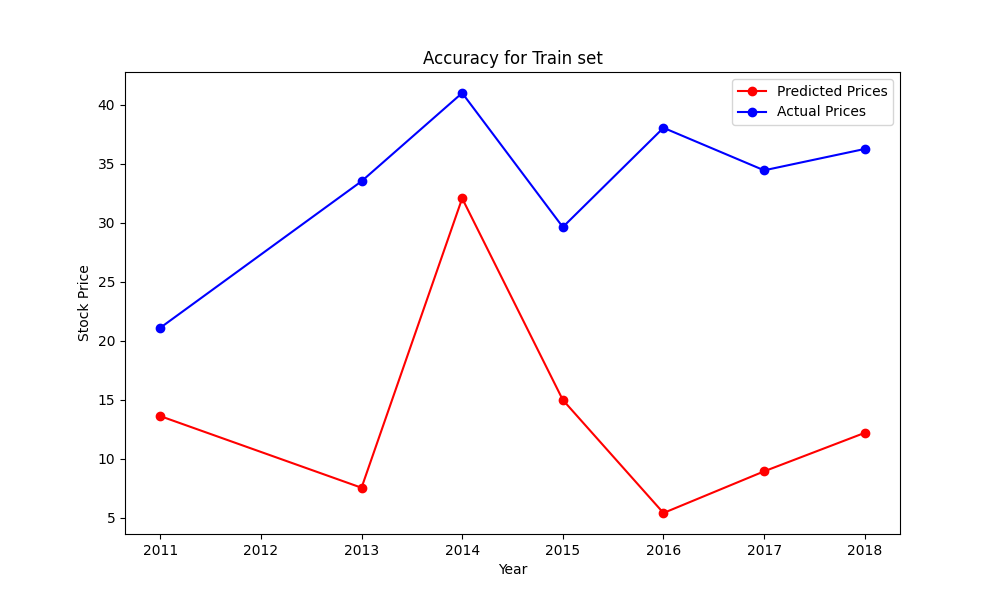 Accuracy for Train set
Predicted Prices
Actual Prices
Stock Price
40
35
30
25
20
15
10
5
2011 2012 2013 2014 2015 2016 2017 2018
Year